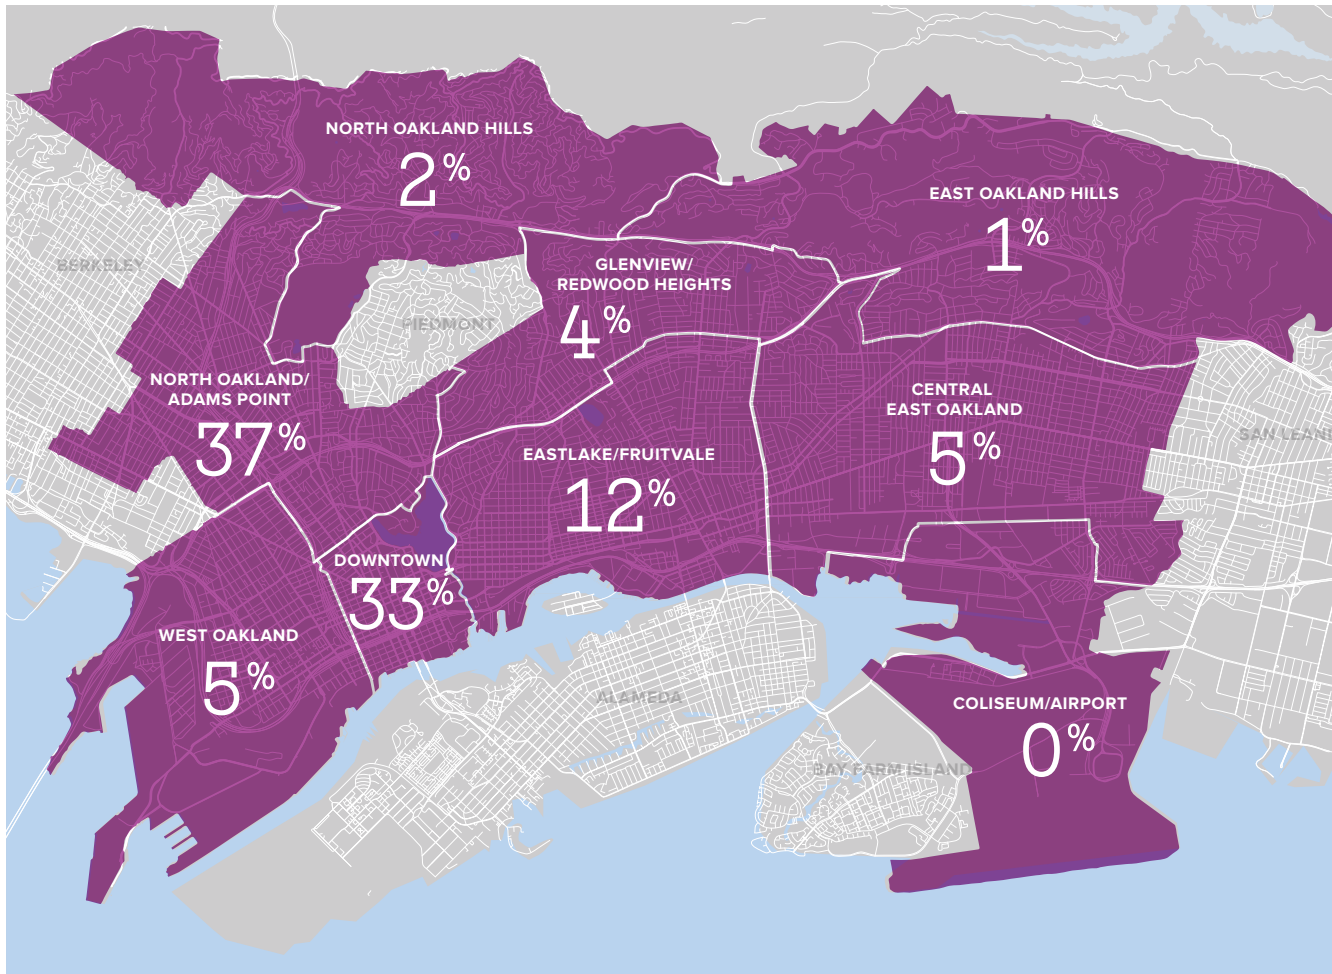 NORTH OAKLAND HILLS
2%
EAST OAKLAND HILLS
1%
BERKELEY
GLENVIEW/
REDWOOD HEIGHTS
4%
PIEDMONT
NORTH OAKLAND/
ADAMS POINT
37%
CENTRAL
EAST OAKLAND
5%
SAN LEAN
EASTLAKE/FRUITVALE
12%
DOWNTOWN
33%
WEST OAKLAND
5%
ALAMEDA
COLISEUM/AIRPORT
0%
BAY FARM ISLAND